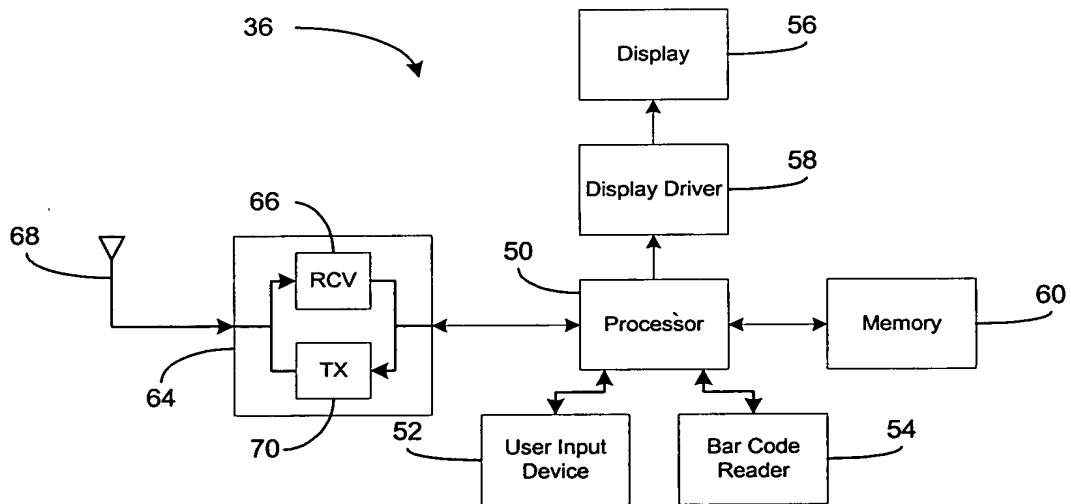 36
Display
56
Display Driver
58
66
68
RCV
50
Processor
Memory
60
TX
64
70
52
User Input
Device
Bar Code
Reader
54